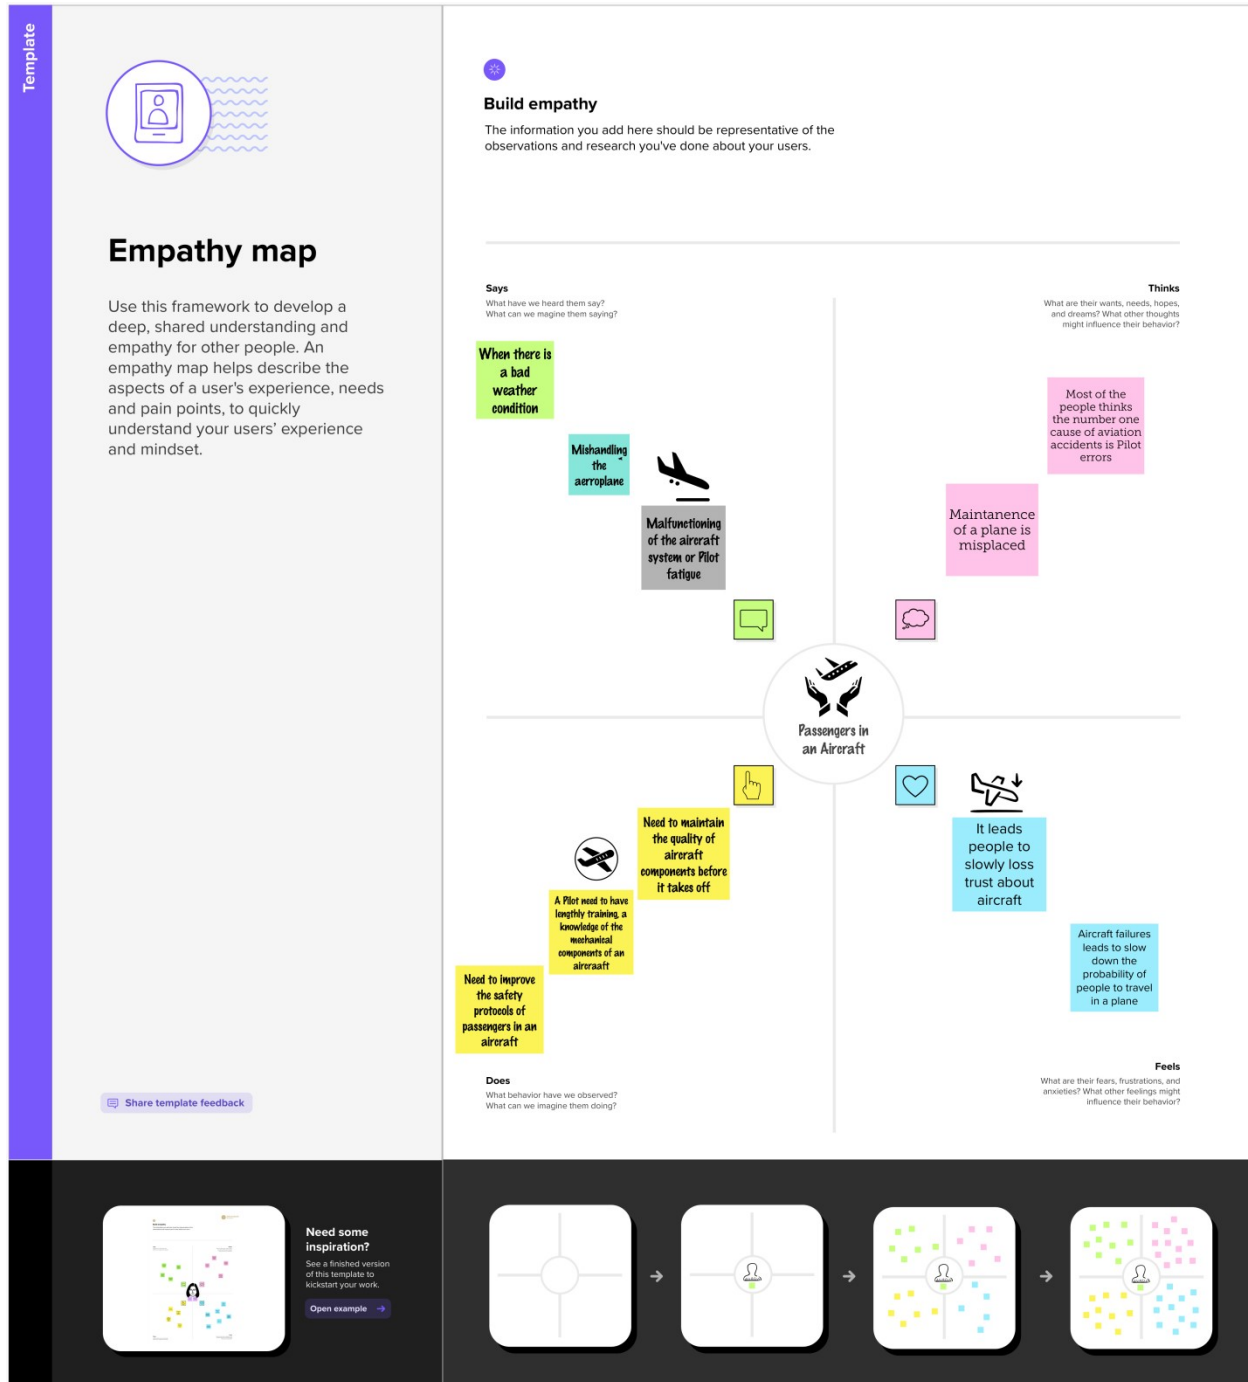 Template
Empathy map
Use this framework to develop a
deep, shared understanding and
empathy for other people. An
empathy map helps describe the
aspects of a user's experience, needs
and pain points, to quickly
understand your users' experience
and mindset.
Share template feedback
Build empathy
The information you add here should be representative of the
observations and research you've done about your users.
Says
What have we heard them say?
What can we magine them saying?
When there is
a bad
weather
condition
Mishandling
the
aerroplane
Malfunctioning
of the aircraft
system or Pilot
fatigue
Thinks
What are their wants, needs, hopes,
and dreams? What other thoughts
might influence their behavior?
Most of the
people thinks
the number one
cause of aviation
accidents is Pilot
errors
Maintanence
of a plane is
misplaced
Passengers in
an Aircraft
Need to maintain
the quality of
aircraft
components before
it takes off
A Pilot need to have
lengthly training, a
knowledge of the
mechanical
components of an
aircraaft
Need to improve
the safety
protocols of
passengers in an
aircraft
Does
What behavior have we observed?
What can we imagine them doing?
It leads
people to
slowly loss
trust about
aircraft
Aircraft failures
leads to slow
down the
probability of
people to travel
in a plane
Feels
What are their fears, frustrations, and
anxieties? What other feelings might
influence their behavior?
Need some
inspiration?
See a finished version
of this template to
kickstart your work.
Open example